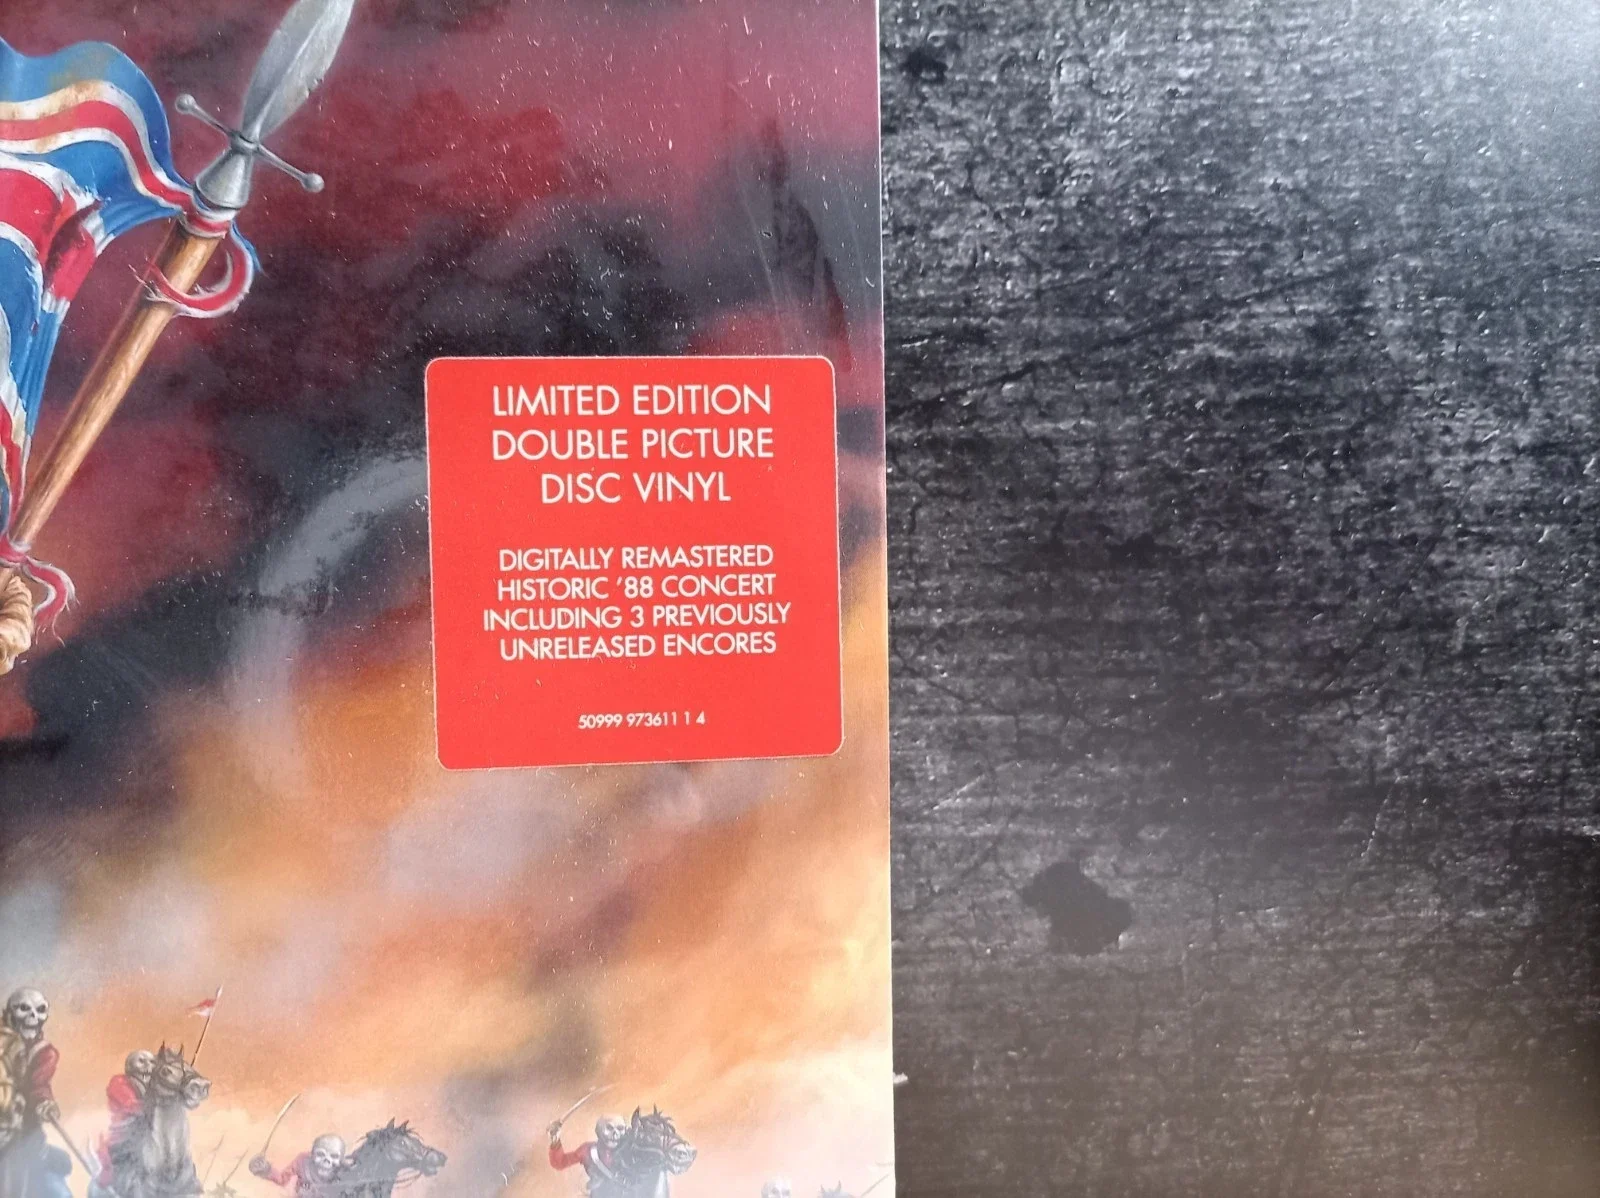 LIMITED EDITION
DOUBLE PICTURE
DISC VINYL
DIGITALLY REMASTERED
HISTORIC '88 CONCERT
INCLUDING 3 PREVIOUSLY
UNRELEASED ENCORES
50999 973611 1 4